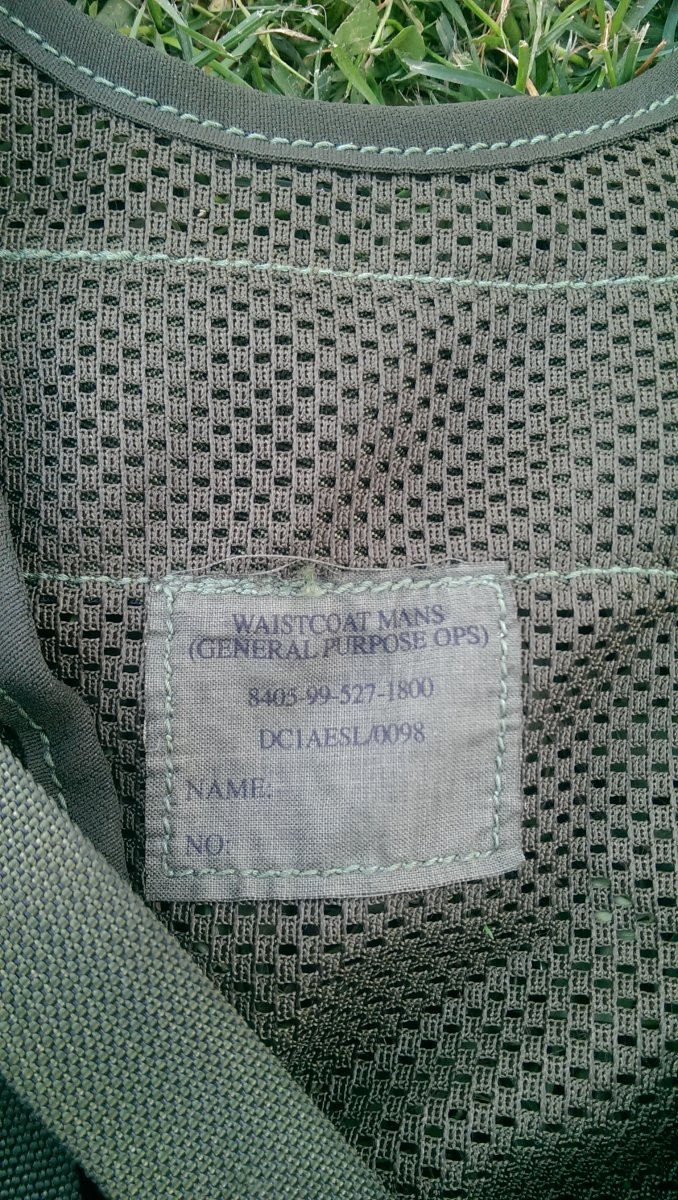 WAISTCOAT MANS
(GENERAL PURPOSE OPS)
8405-99-527-1800
DC1AESL/0098
NAME:
NO: